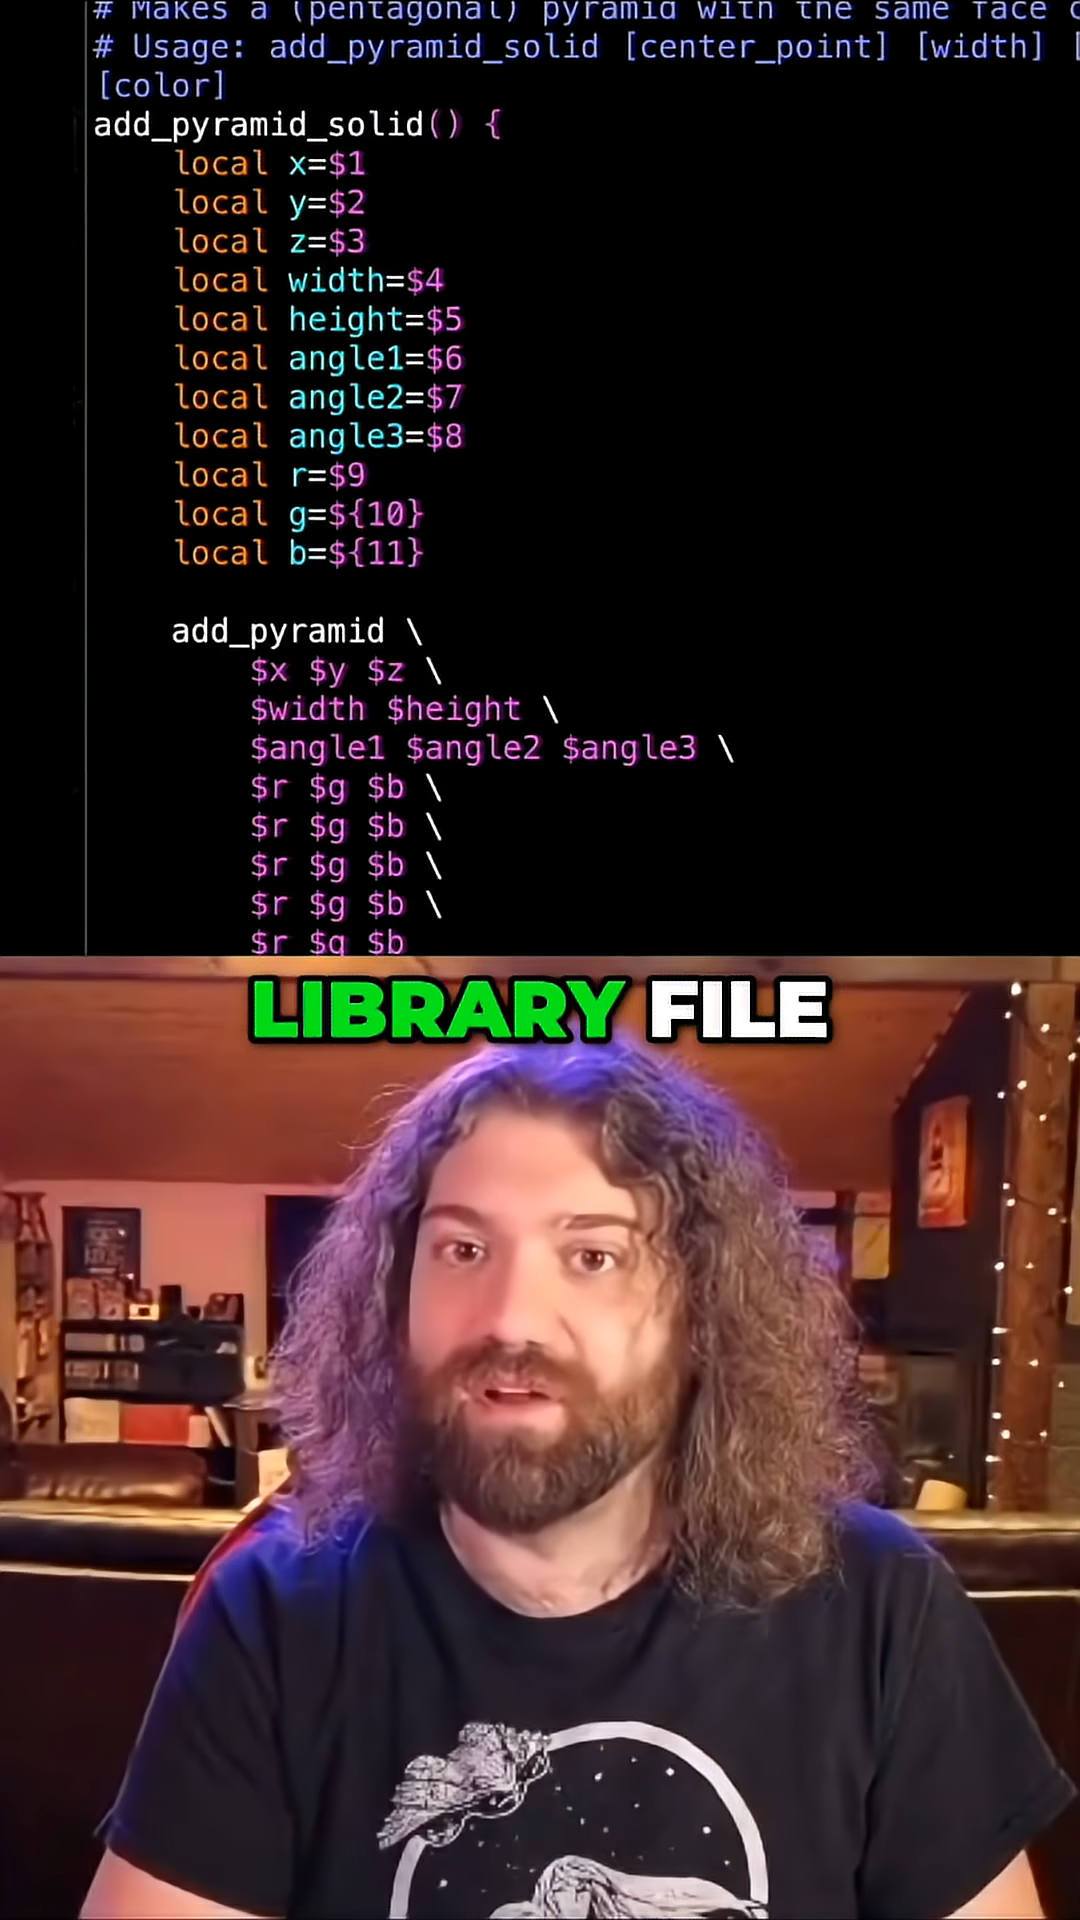 # Makes a (pentagonal) pyramid with the same face
# Usage: add_pyramid_solid [center_point] [width] [
[color]
add_pyramid_solid() {
local x=$1
local y=$2
local z=$3
local width=$4
local height=$5
local angle1=$6
local angle2=$7
local angle3=$8
local r=$9
local g=${10}
local b=${11}
add_pyramid \
$x $y $z \
$width $height \
$angle1 $angle2 $angle3 \
$r $g $b \
$r $g $b \
$r $g $b \
$r $g $b \
$r $g $b
LIBRARY FILE